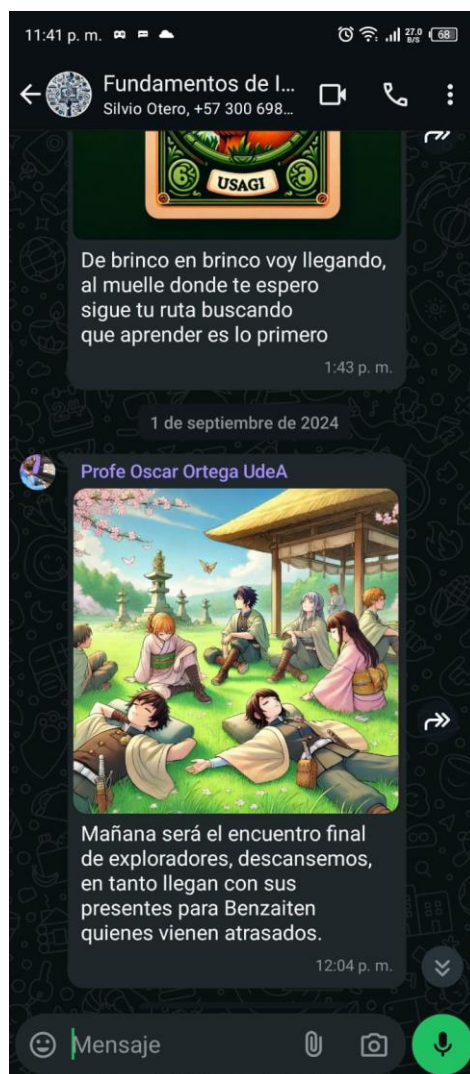 11:41 p. m.
27.0
B/S
68
Fundamentos de I...
Silvio Otero, +57 300 698...
USAGI
De brinco en brinco voy llegando,
al muelle donde te espero
sigue tu ruta buscando
que aprender es lo primero
1:43 p. m.
1 de septiembre de 2024
Profe Oscar Ortega UdeA
Mañana será el encuentro final
de exploradores, descansemos,
en tanto llegan con sus
presentes para Benzaiten
quienes vienen atrasados.
12:04 p. m.
Mensaje